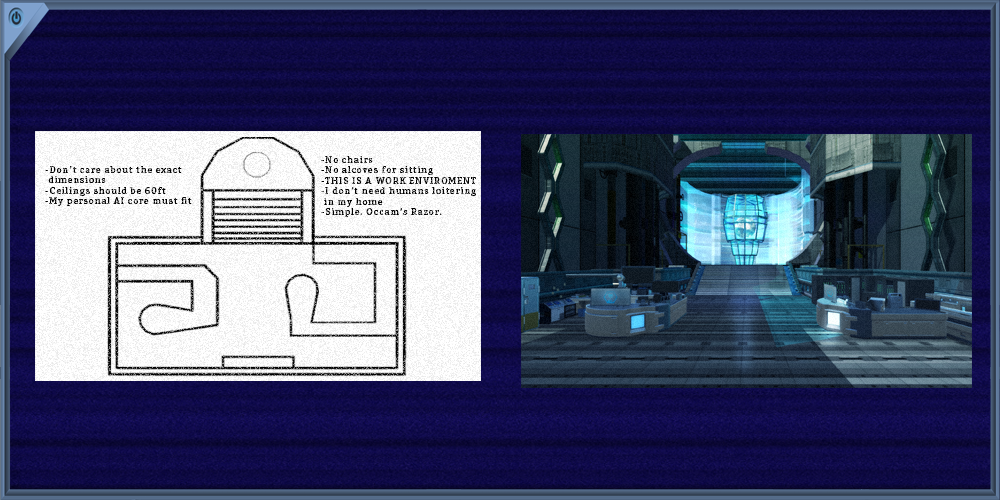 -Don't care about the exact
dimensions
-Ceilings should be 60ft
-My personal AI core must fit
-No chairs
-No alcoves for sitting
-THIS IS A WORK ENVIROMENT
-I don't need humans loitering
in my home
-Simple. Occam's Razor.